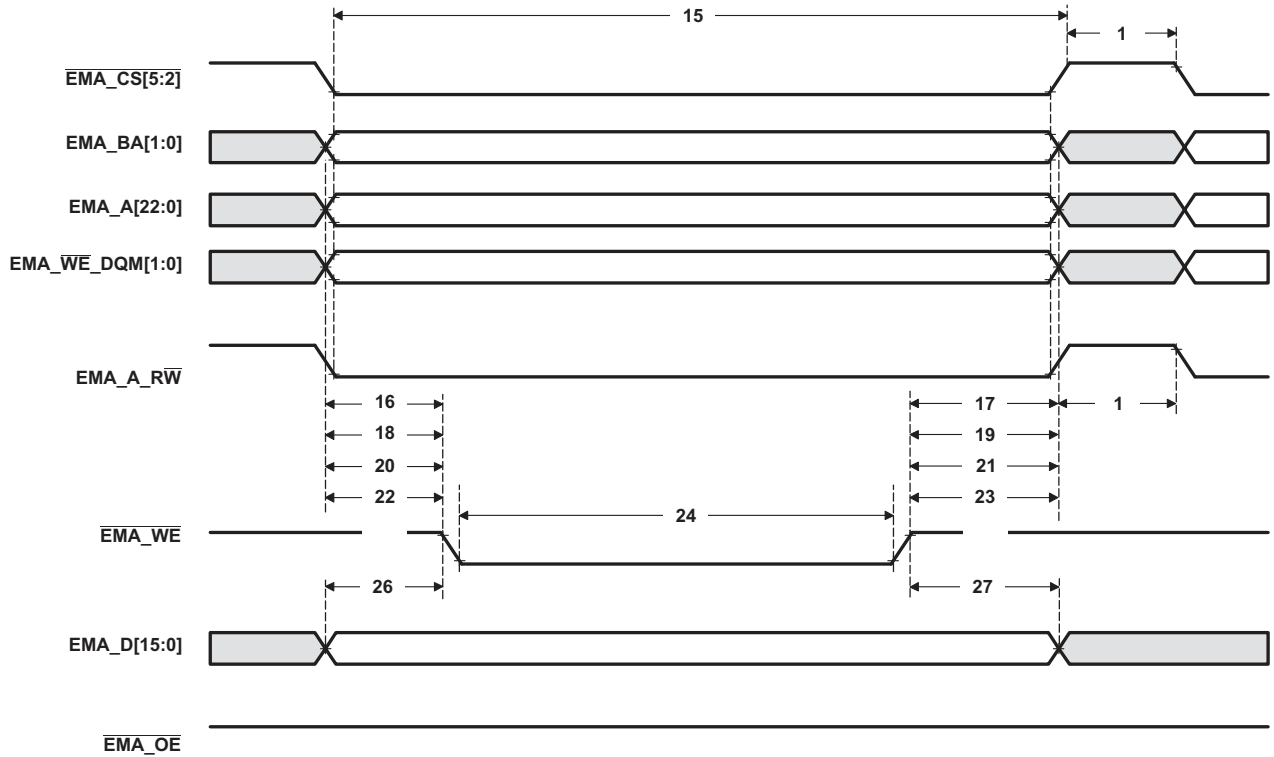 15
1
EMA_CS[5:2]
EMA_BA[1:0]
EMA_A[22:0]
EMA_WE_DQM[1:0]
EMA_A_RW
16 17 1
18 19
20 21
22 23
24
EMA_WE
26 27
EMA_D[15:0]
EMA_OE